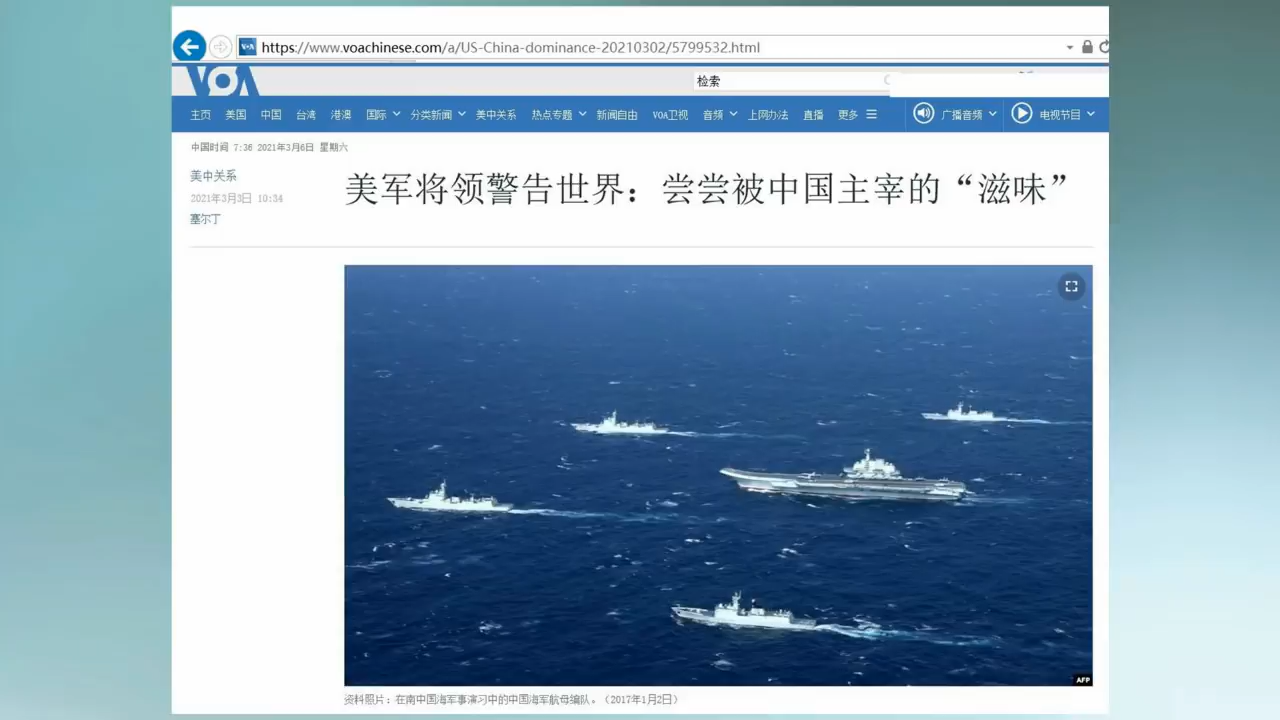 https://www.voachinese.com/a/US-China-dominance-20210302/5799532.html
VOA
检索
主页 美国 中国 台湾 港澳 国际 分类新闻 美中关系 热点专题 新闻自由 VOA卫视 音频 上网办法 直播 更多 广播音频 电视节目
中国时间 7:36 2021年3月6日 星期六
美中关系
2021年3月3日 10:34
塞尔丁
美军将领警告世界：尝尝被中国主宰的“滋味”
AFP
资料照片：在南中国海军事演习中的中国海军航母编队。（2017年1月2日）